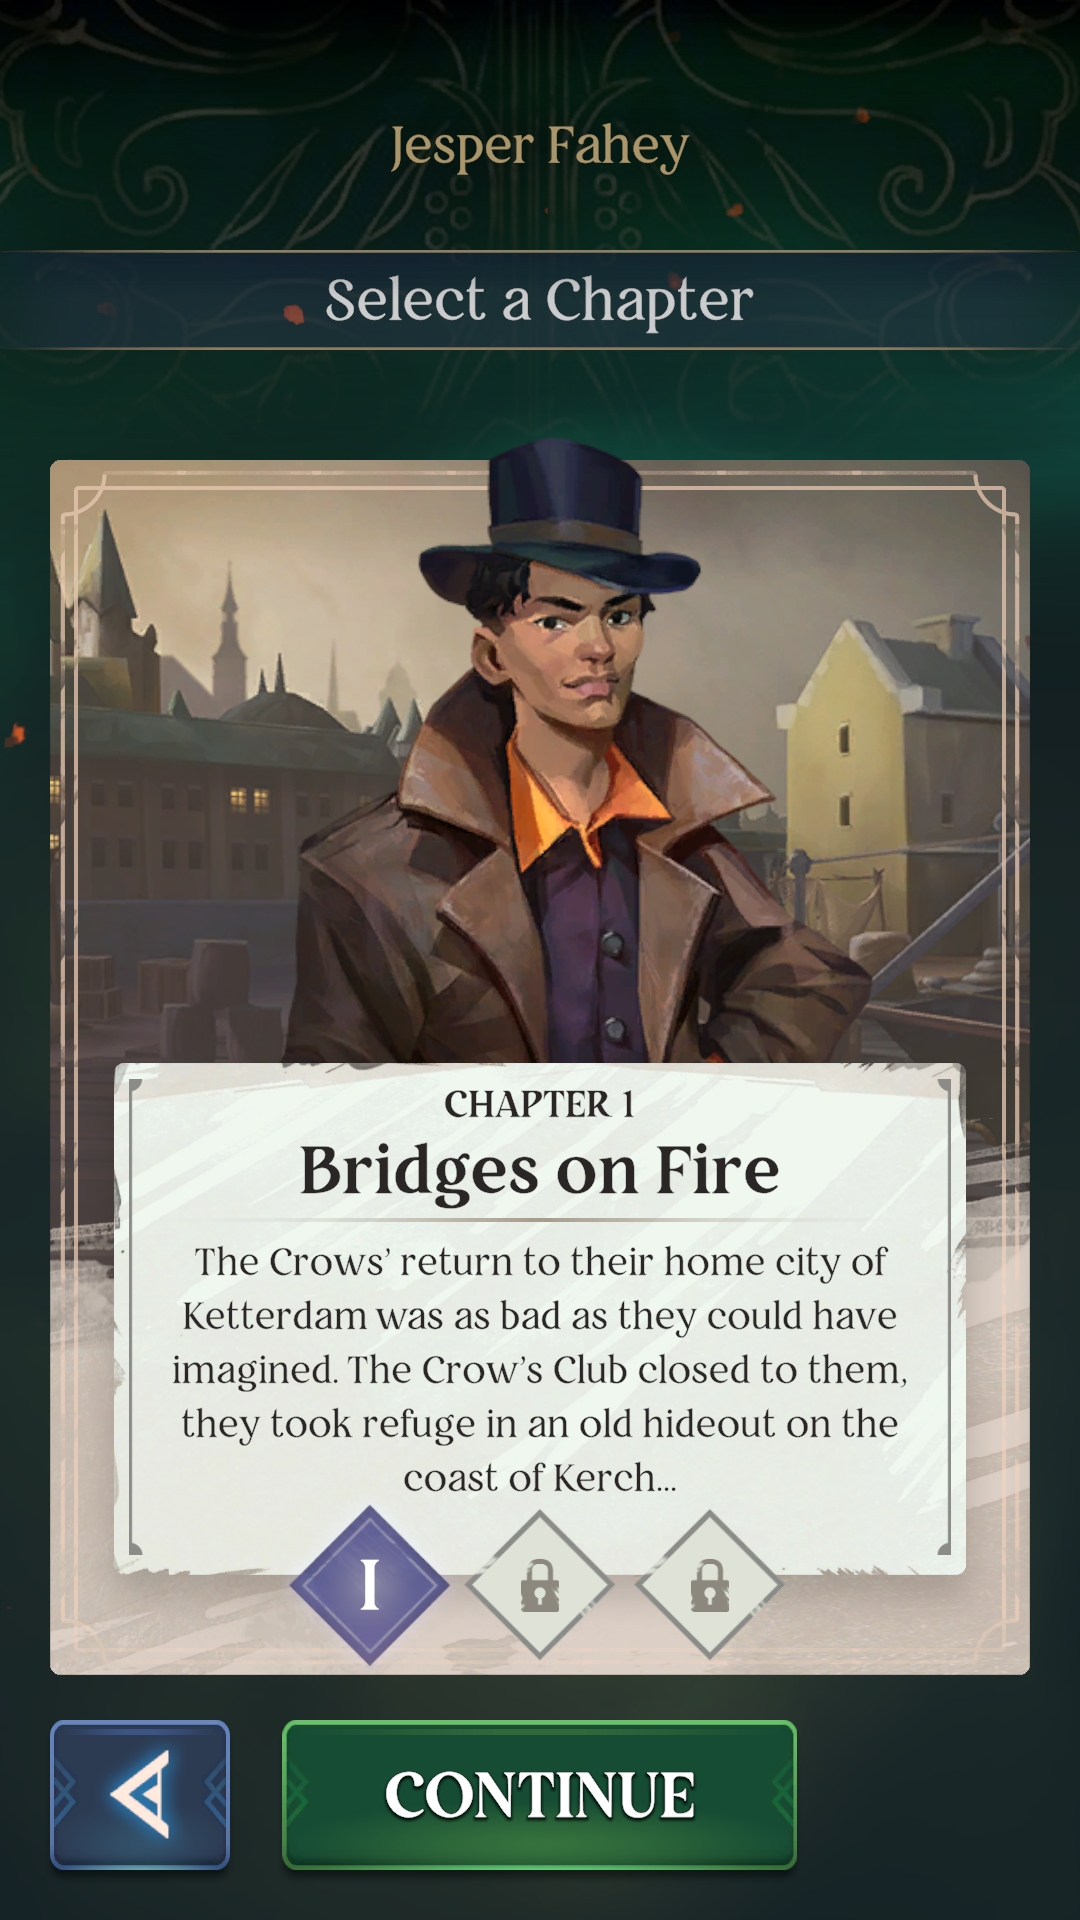 Jesper Fahey
Select a Chapter
CHAPTER 1
Bridges on Fire
The Crows’ return to their home city of
Ketterdam was as bad as they could have
imagined. The Crow’s Club closed to them,
they took refuge in an old hideout on the
coast of Kerch...
I
CONTINUE